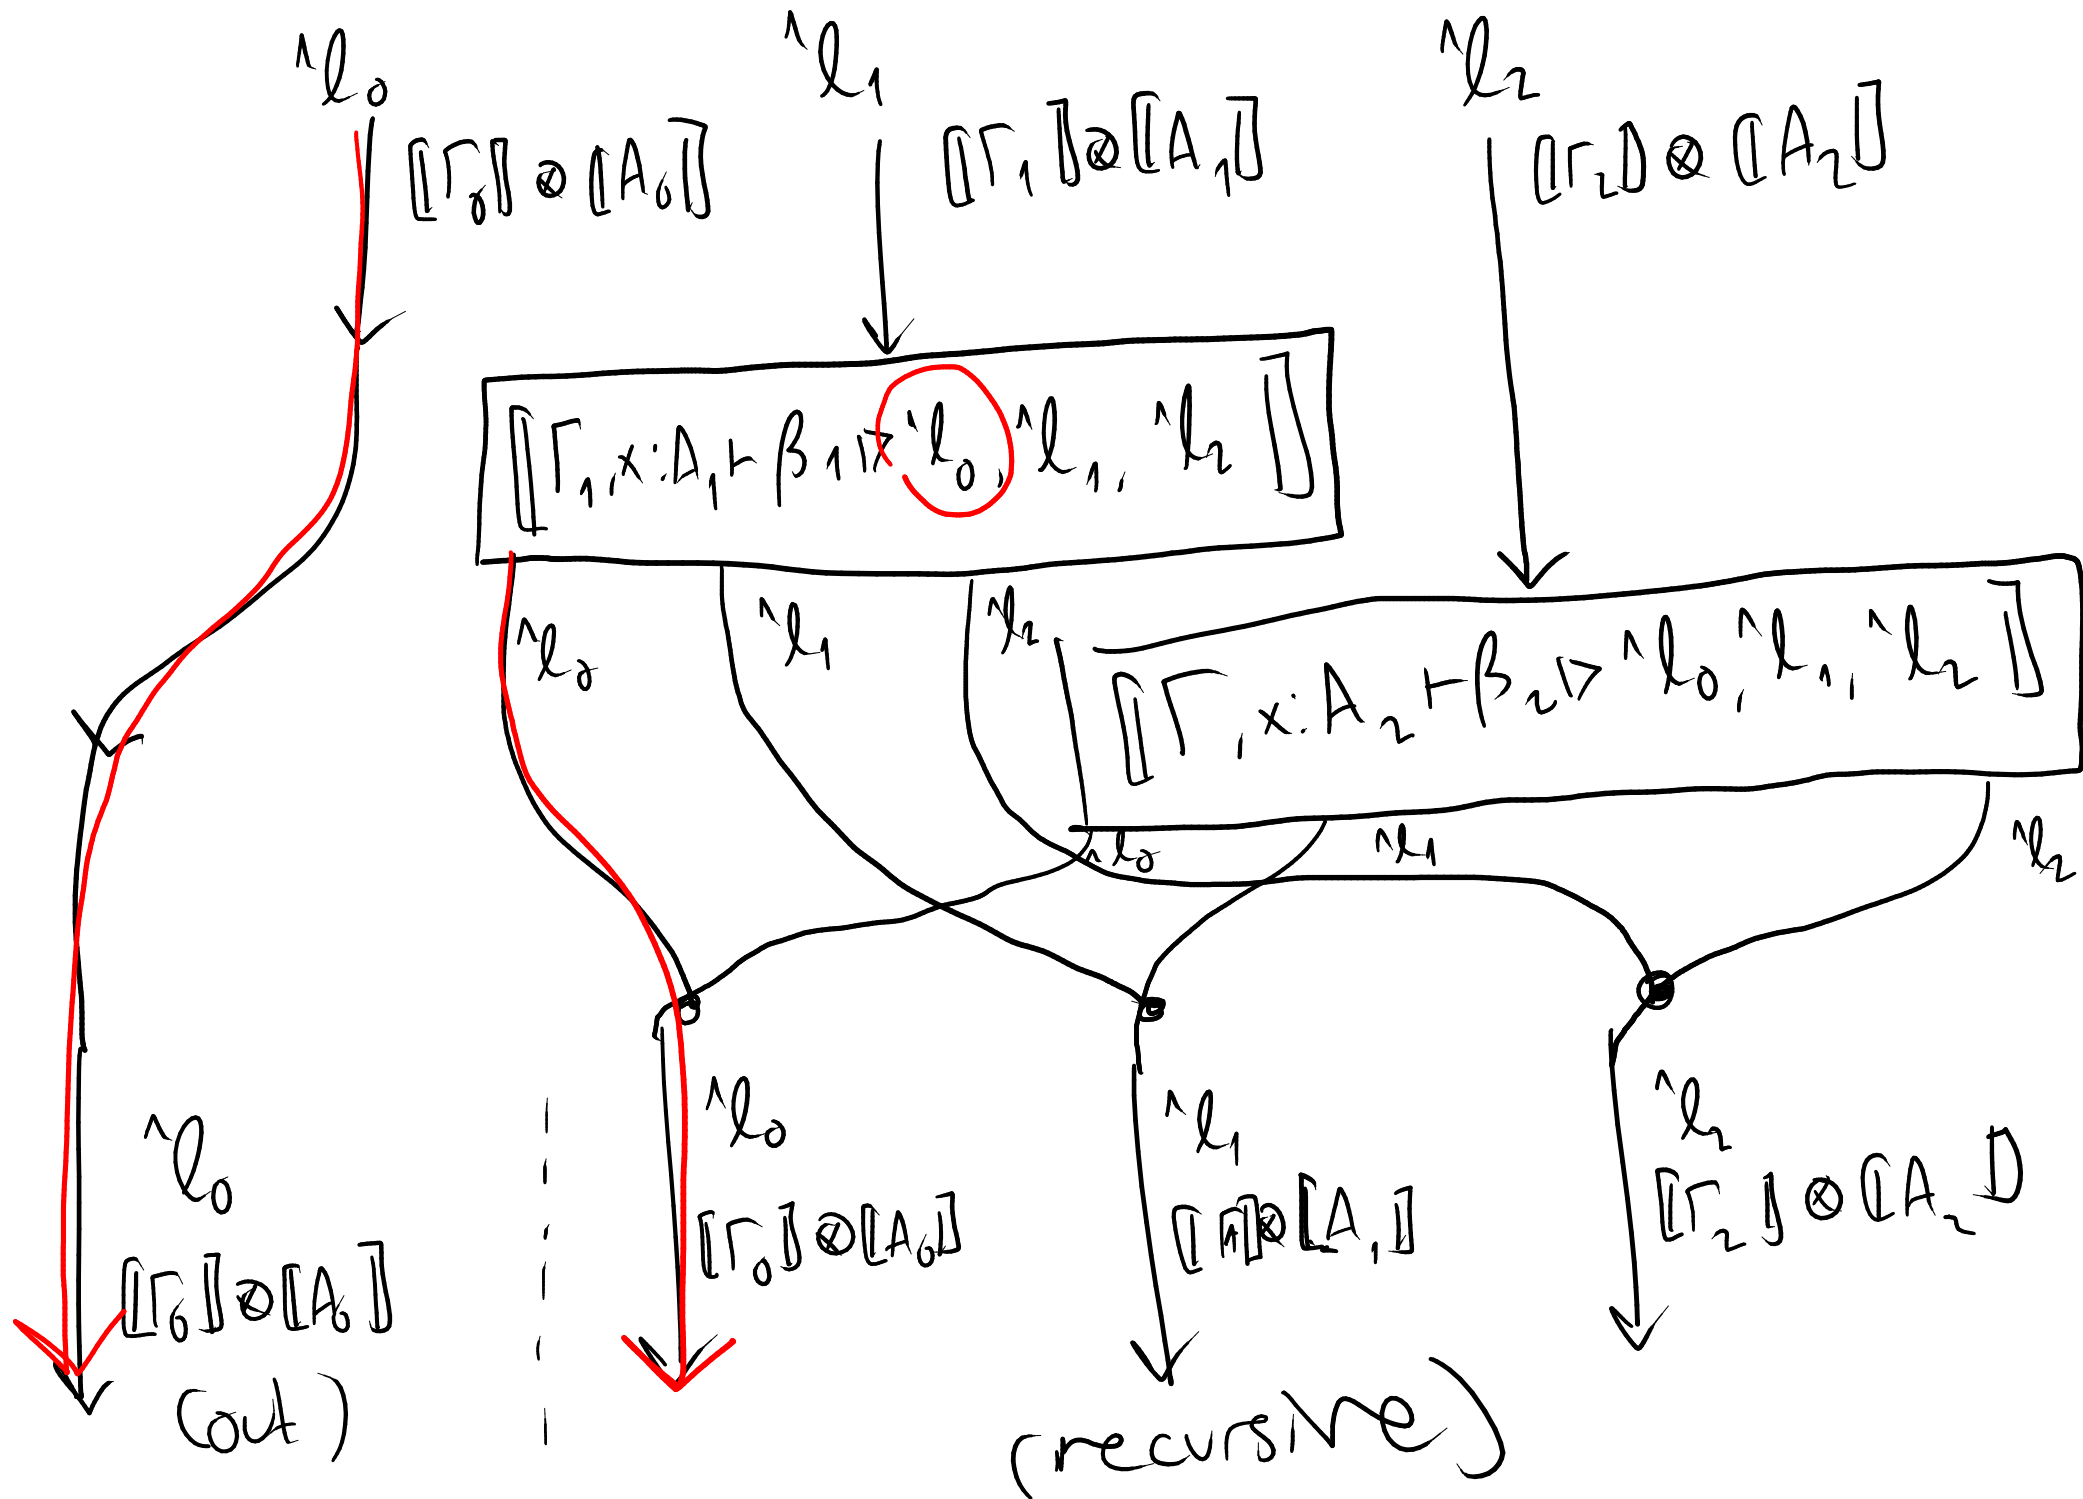 ^ℓ₀ ^ℓ₁ ^ℓ₂
⟦Γ₀⟧⊗⟦A₀⟧ ⟦Γ₁⟧⊗⟦A₁⟧ ⟦Γ₂⟧⊗⟦A₂⟧
⟦Γ₁, x:A₁ ⊢ β₁ ▷ ^ℓ₀, ^ℓ₁, ^ℓ₂⟧
^ℓ₀ ^ℓ₁ ^ℓ₂
⟦Γ, x:A₂ ⊢ β₂ ▷ ^ℓ₀, ^ℓ₁, ^ℓ₂⟧
^ℓ₀ ^ℓ₁ ^ℓ₂
^ℓ₀ ^ℓ₀ ^ℓ₁ ^ℓ₂
⟦Γ₀⟧⊗⟦A₀⟧ ⟦Γ₀⟧⊗⟦A₀⟧ ⟦Γ₁⟧⊗⟦A₁⟧ ⟦Γ₂⟧⊗⟦A₂⟧
(out) (recursive)